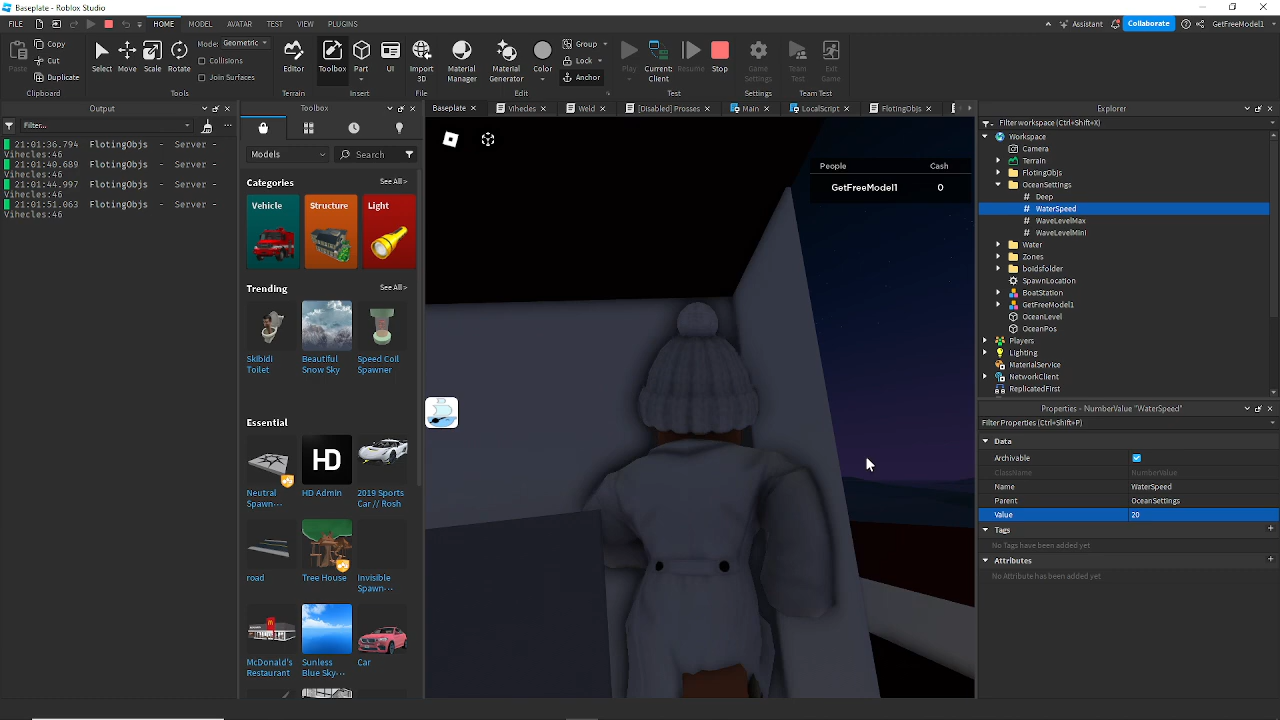 Baseplate - Roblox Studio
FILE
HOME MODEL AVATAR TEST VIEW PLUGINS
Assistant Collaborate GetFreeModel1
Paste Copy Cut Duplicate Clipboard
Select Move Scale Rotate Mode: Geometric Collisions Join Surfaces Tools
Editor Terrain
Toolbox Part UI Insert
Import 3D File
Material Manager Material Generator Color Group Lock Anchor Edit
Play Current: Client Resume Stop Test
Game Settings Settings
Team Test Exit Game Team Test
Output
Filter...
21:01:36.794 FlotingObjs - Server -
Vihecles:46
21:01:40.689 FlotingObjs - Server -
Vihecles:46
21:01:44.997 FlotingObjs - Server -
Vihecles:46
21:01:51.063 FlotingObjs - Server -
Vihecles:46
Toolbox
Models Search
Categories See All >
Vehicle Structure Light
Trending See All >
Skibidi Toilet
Beautiful Snow Sky
Speed Coil Spawner
Essential
HD
Neutral Spawn...
HD Admin
2019 Sports Car // Rosh
road
Tree House
Invisible Spawn...
McDonald's Restaurant
Sunless Blue Sky...
Car
Baseplate Vihecles Weld [Disabled] Prosses Main LocalScript FlotingObjs
People Cash
GetFreeModel1 0
Explorer
Filter workspace (Ctrl+Shift+X)
Workspace
Camera
Terrain
FlotingObjs
OceanSettings
Deep
WaterSpeed
WaveLevelMax
WaveLevelMini
Water
Zones
boidsfolder
SpawnLocation
BoatStation
GetFreeModel1
OceanLevel
OceanPos
Players
Lighting
MaterialService
NetworkClient
ReplicatedFirst
Properties - NumberValue "WaterSpeed"
Filter Properties (Ctrl+Shift+P)
Data
Archivable
ClassName NumberValue
Name WaterSpeed
Parent OceanSettings
Value 20
Tags
No Tags have been added yet
Attributes
No Attribute has been added yet